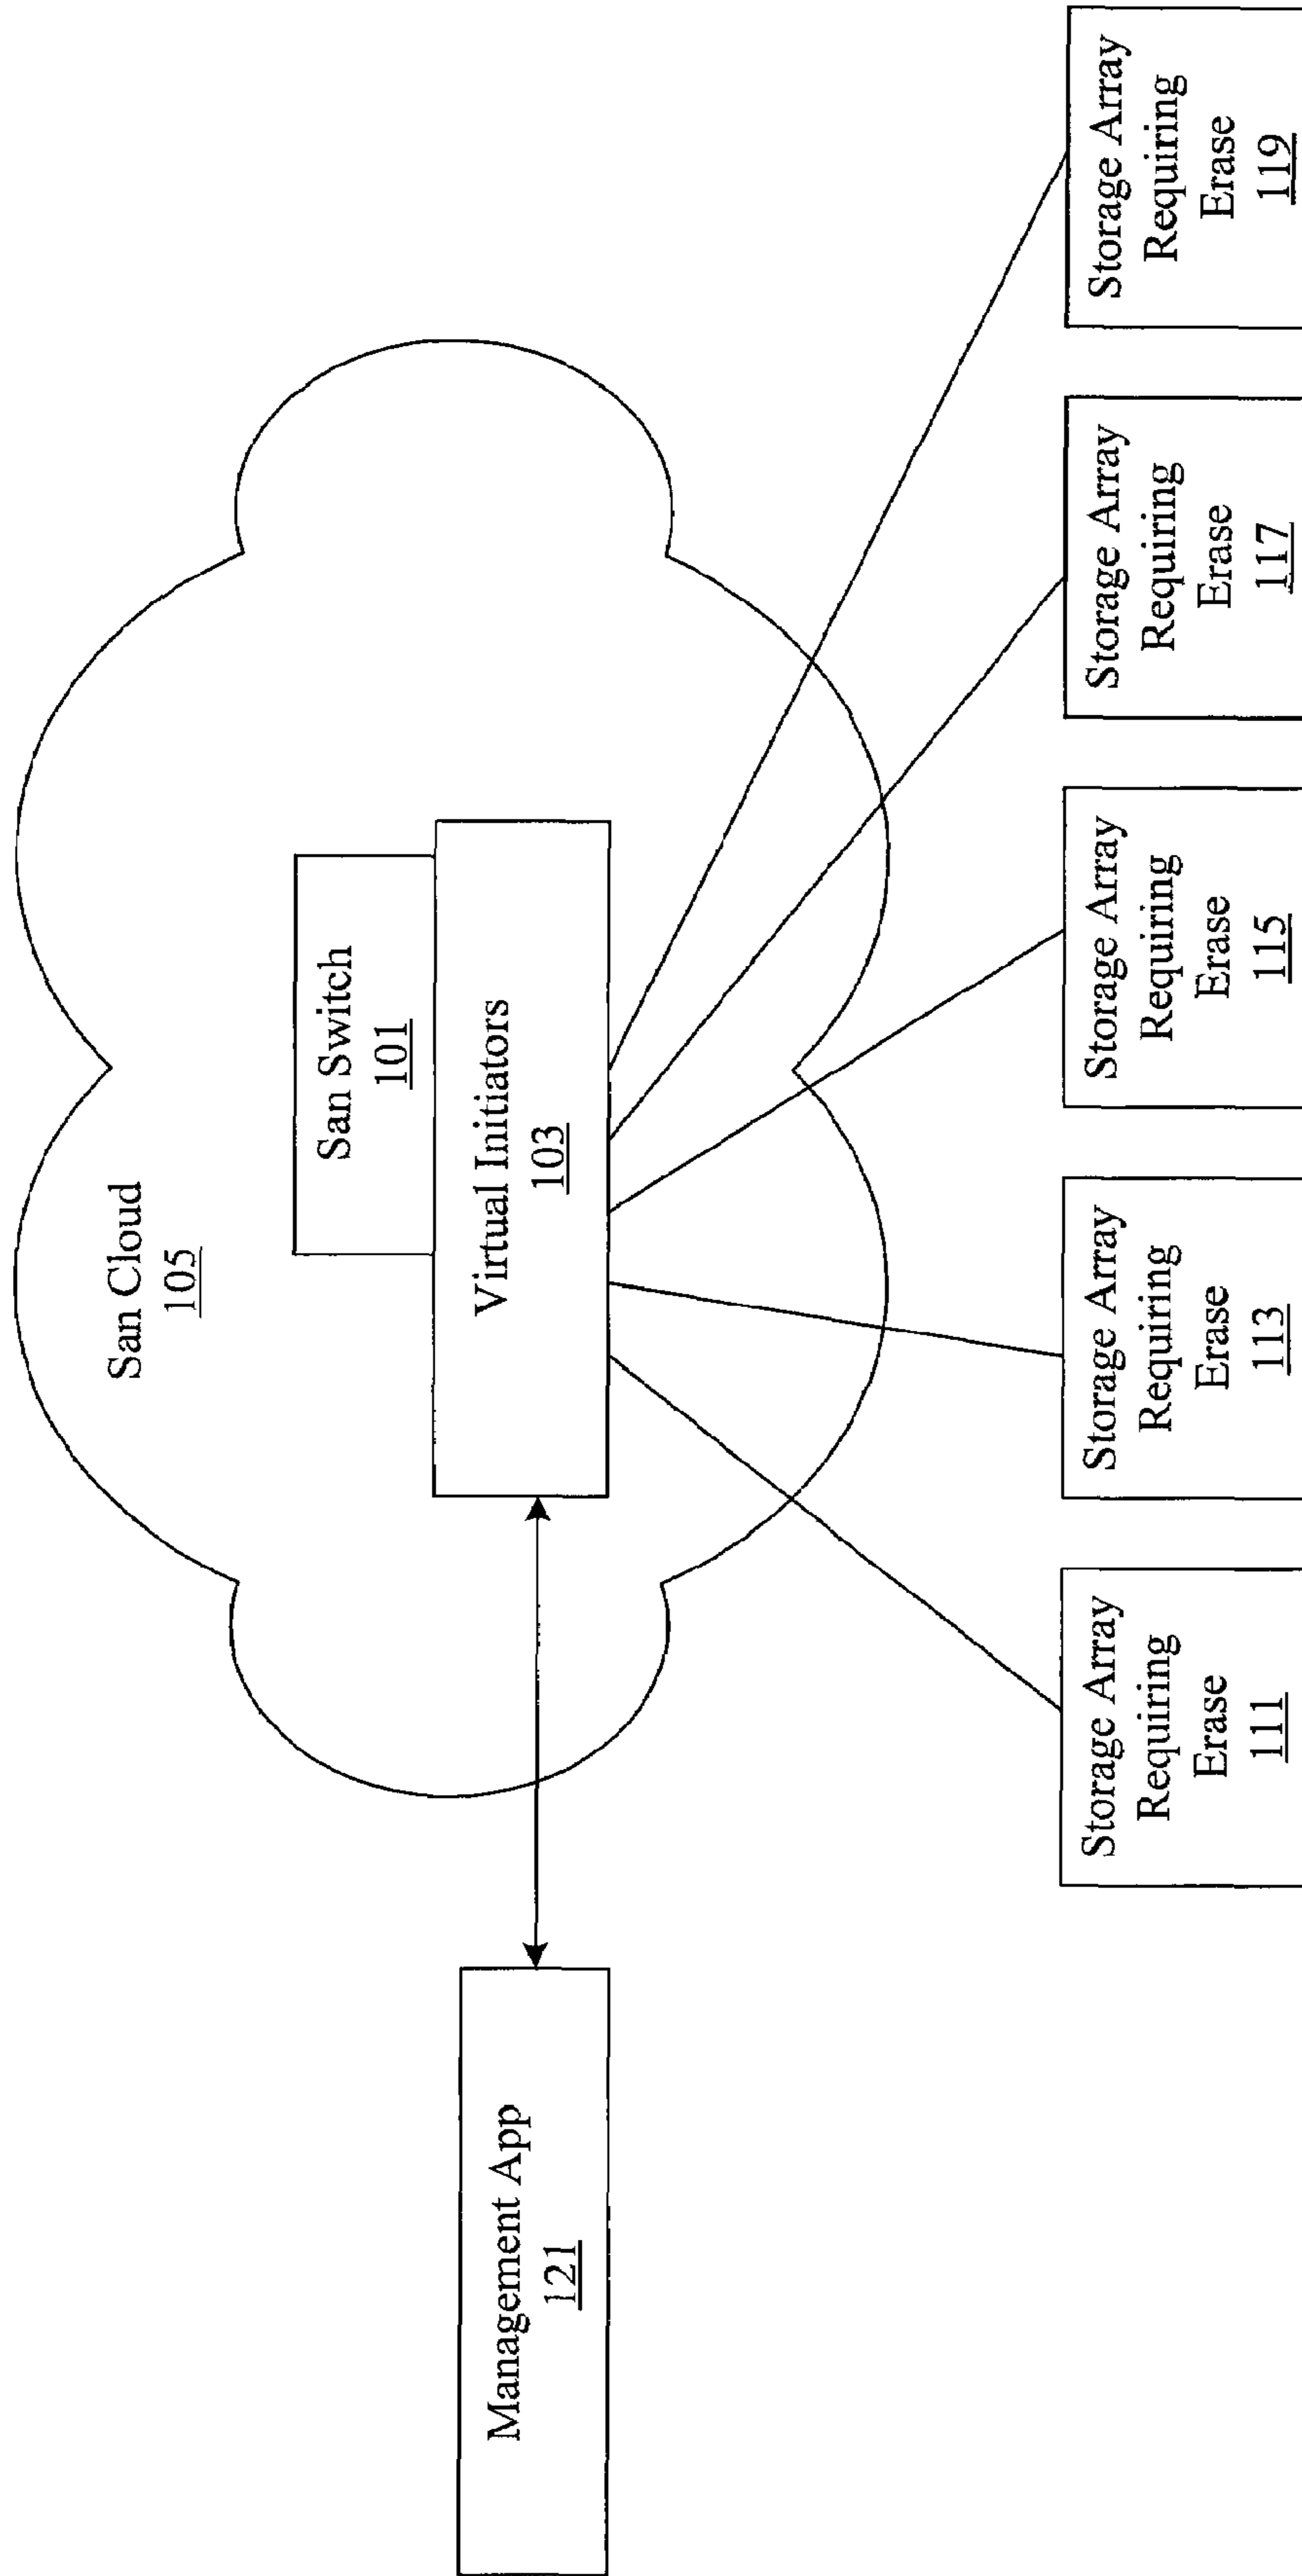 San Cloud
105
San Switch
101
Virtual Initiators
103
Management App
121
Storage Array
Requiring
Erase
111
Storage Array
Requiring
Erase
113
Storage Array
Requiring
Erase
115
Storage Array
Requiring
Erase
117
Storage Array
Requiring
Erase
119